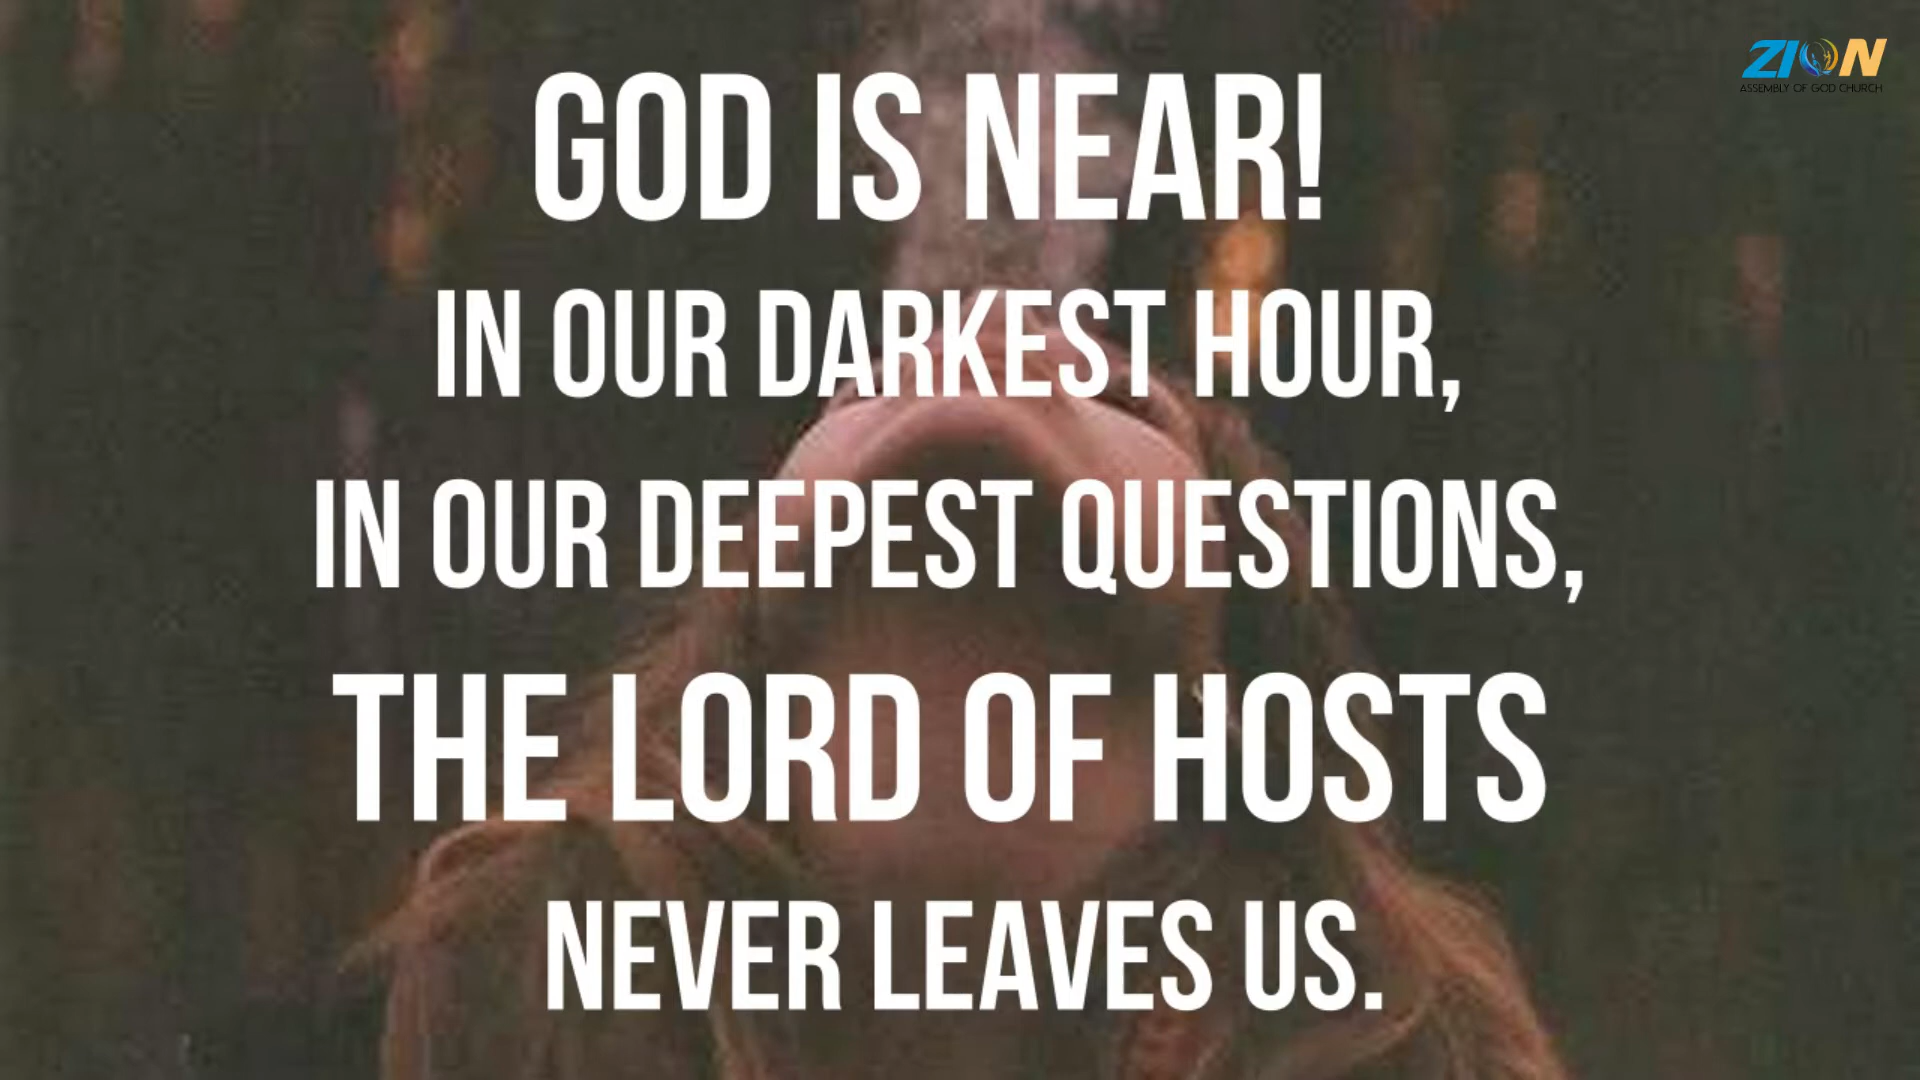 ZION
ASSEMBLY OF GOD CHURCH
GOD IS NEAR!
IN OUR DARKEST HOUR,
IN OUR DEEPEST QUESTIONS,
THE LORD OF HOSTS
NEVER LEAVES US.